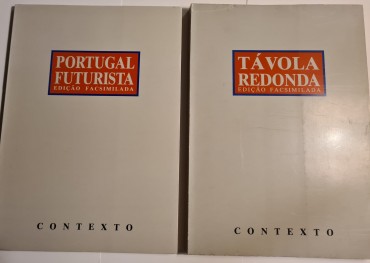 PORTUGAL
FUTURISTA
EDIÇÃO FACSIMILADA
CONTEXTO
TÁVOLA
REDONDA
EDIÇÃO FACSIMILADA
CONTEXTO